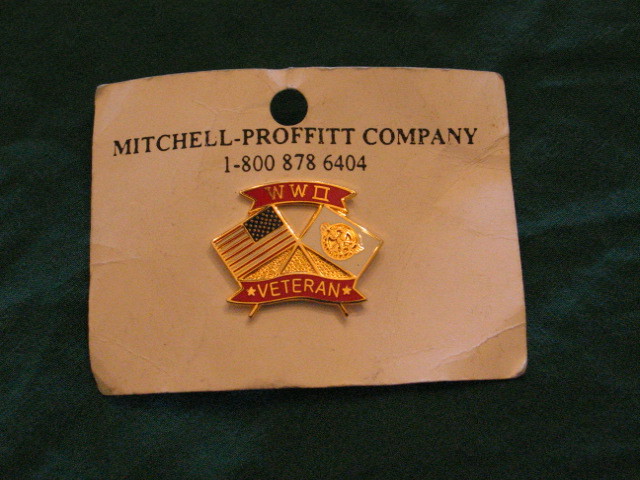 MITCHELL-PROFFITT COMPANY
1-800 878 6404
WW II
VETERAN